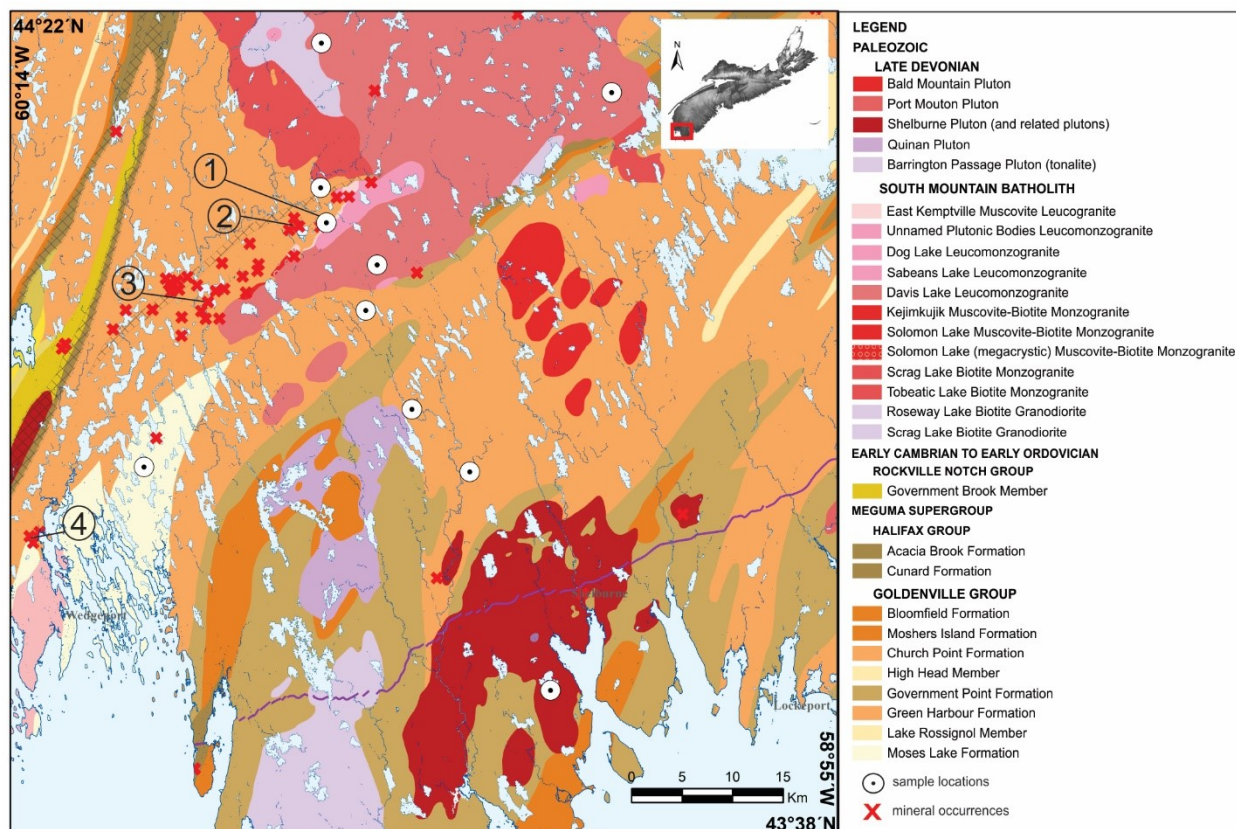 44°22´N
60°14´W
N
1
2
3
4
Wedgeport
Shelburne
Lockeport
0 5 10 15
Km
58°55´W
43°38´N
LEGEND
PALEOZOIC
LATE DEVONIAN
Bald Mountain Pluton
Port Mouton Pluton
Shelburne Pluton (and related plutons)
Quinan Pluton
Barrington Passage Pluton (tonalite)
SOUTH MOUNTAIN BATHOLITH
East Kemptville Muscovite Leucogranite
Unnamed Plutonic Bodies Leucomonzogranite
Dog Lake Leucomonzogranite
Sabeans Lake Leucomonzogranite
Davis Lake Leucomonzogranite
Kejimkujik Muscovite-Biotite Monzogranite
Solomon Lake Muscovite-Biotite Monzogranite
Solomon Lake (megacrystic) Muscovite-Biotite Monzogranite
Scrag Lake Biotite Monzogranite
Tobeatic Lake Biotite Monzogranite
Roseway Lake Biotite Granodiorite
Scrag Lake Biotite Granodiorite
EARLY CAMBRIAN TO EARLY ORDOVICIAN
ROCKVILLE NOTCH GROUP
Government Brook Member
MEGUMA SUPERGROUP
HALIFAX GROUP
Acacia Brook Formation
Cunard Formation
GOLDENVILLE GROUP
Bloomfield Formation
Moshers Island Formation
Church Point Formation
High Head Member
Government Point Formation
Green Harbour Formation
Lake Rossignol Member
Moses Lake Formation
sample locations
mineral occurrences